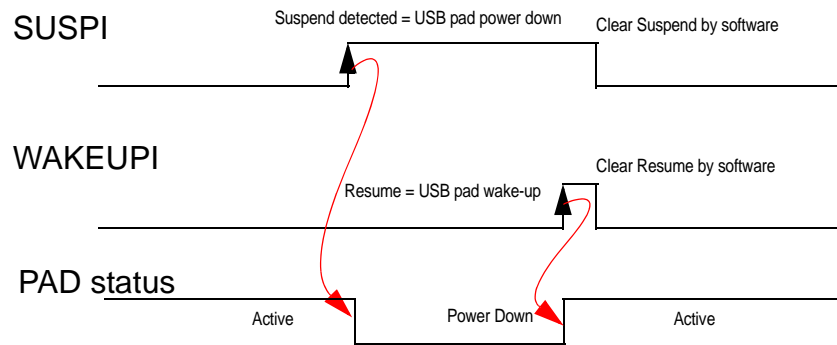 SUSPI
Suspend detected = USB pad power down
Clear Suspend by software
WAKEUPI
Clear Resume by software
Resume = USB pad wake-up
PAD status
Active
Power Down
Active